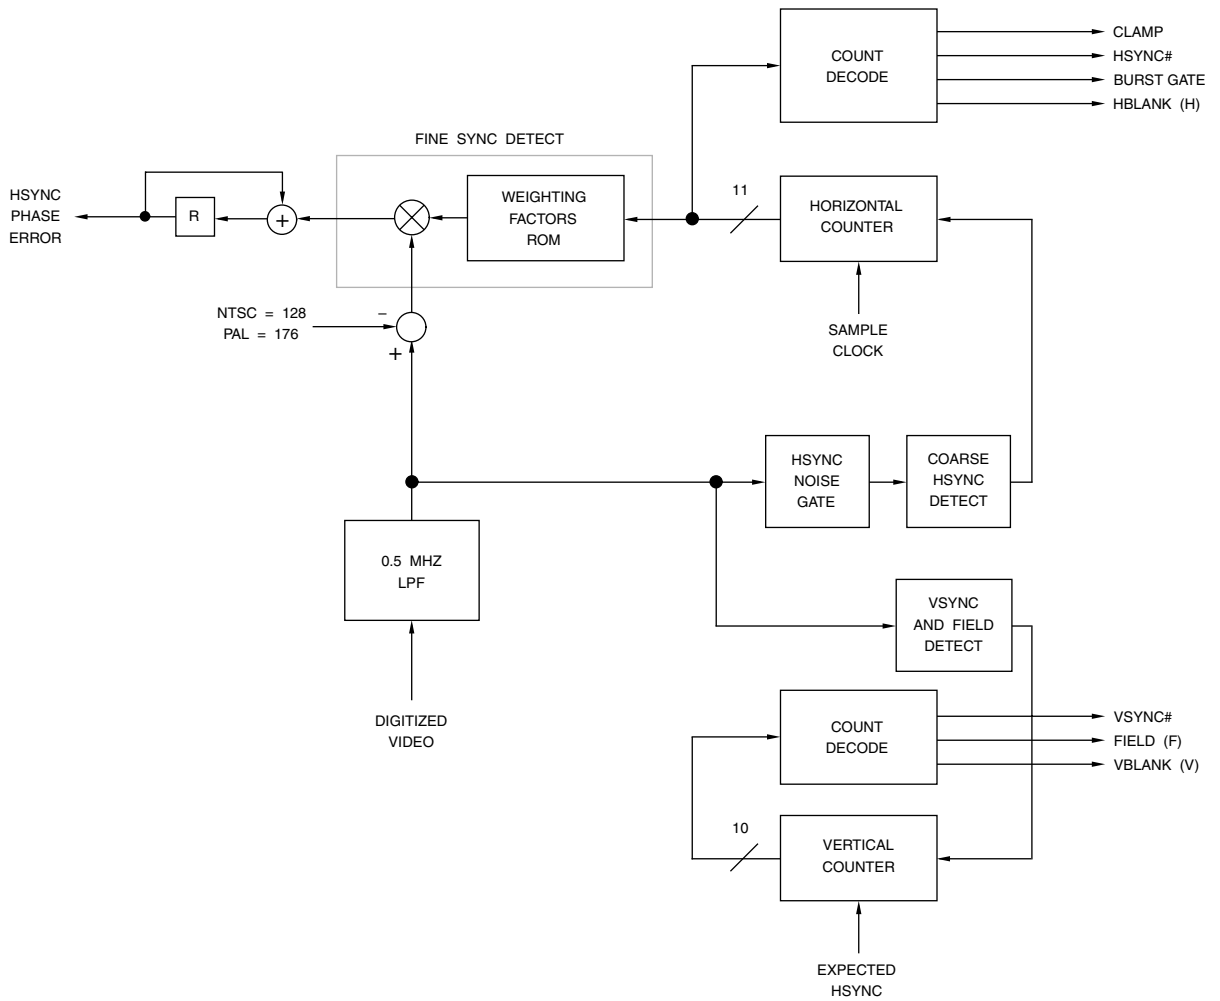 COUNT
DECODE
CLAMP
HSYNC#
BURST GATE
HBLANK (H)
FINE SYNC DETECT
HSYNC
PHASE
ERROR
R
+
WEIGHTING
FACTORS
ROM
11
HORIZONTAL
COUNTER
NTSC = 128
PAL = 176
–
+
SAMPLE
CLOCK
HSYNC
NOISE
GATE
COARSE
HSYNC
DETECT
0.5 MHZ
LPF
VSYNC
AND FIELD
DETECT
DIGITIZED
VIDEO
COUNT
DECODE
VSYNC#
FIELD (F)
VBLANK (V)
10
VERTICAL
COUNTER
EXPECTED
HSYNC